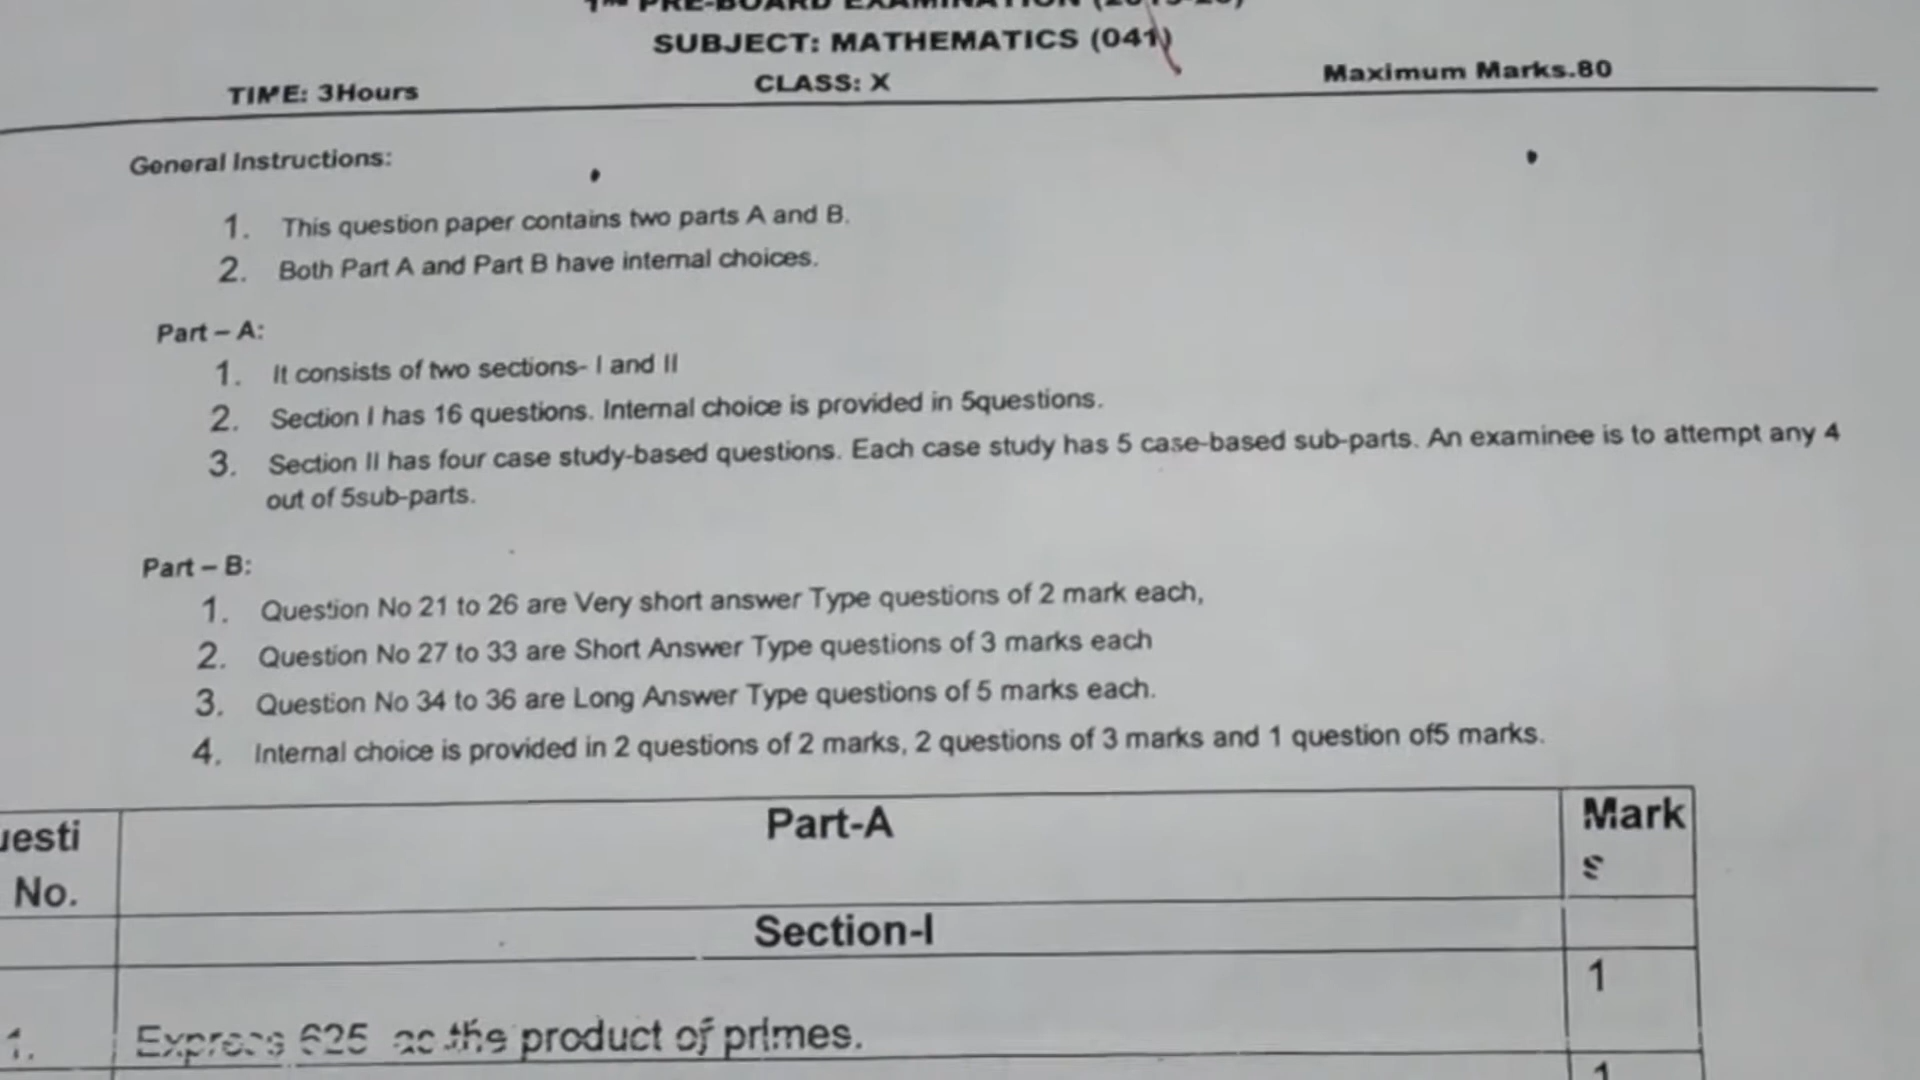 PRE-BOARD EXAMINATION
SUBJECT: MATHEMATICS (041)
TIME: 3Hours CLASS: X Maximum Marks.80
General Instructions:
1. This question paper contains two parts A and B.
2. Both Part A and Part B have internal choices.
Part – A:
1. It consists of two sections- I and II
2. Section I has 16 questions. Internal choice is provided in 5questions.
3. Section II has four case study-based questions. Each case study has 5 case-based sub-parts. An examinee is to attempt any 4
out of 5sub-parts.
Part – B:
1. Question No 21 to 26 are Very short answer Type questions of 2 mark each,
2. Question No 27 to 33 are Short Answer Type questions of 3 marks each
3. Question No 34 to 36 are Long Answer Type questions of 5 marks each.
4. Internal choice is provided in 2 questions of 2 marks, 2 questions of 3 marks and 1 question of5 marks.
uesti Part-A Mark
No. s
Section-I
1
1. Express 625 as the product of primes.
1